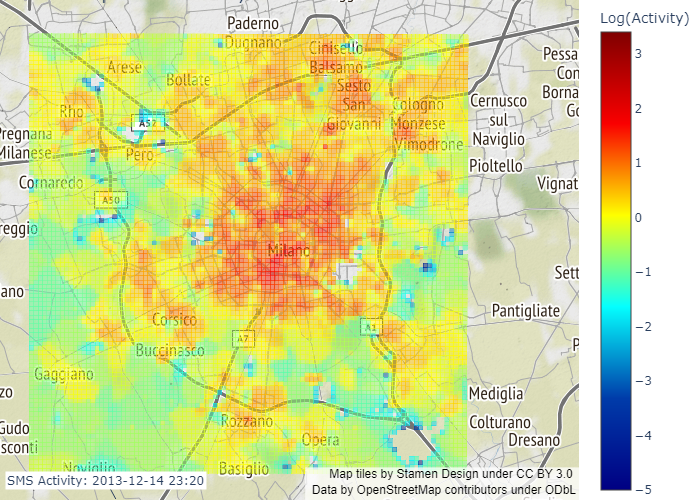 Log(Activity)
Paderno
Dugnano
Cinisello
Balsamo
Arese
Bollate
Sesto
San
Giovanni
Rho
Cologno
Monzese
Vimodrone
A52
Pero
Pregnana
Milanese
Cernusco
sul
Naviglio
Pioltello
Cornaredo
A50
Vignat
reggio
Milano
Sett
ano
Pantigliate
Corsico
A7
A1
Buccinasco
Gaggiano
Mediglia
Colturano
Dresano
Rozzano
Opera
Gudo
sconti
zzo
Noviglio
Basiglio
Pessa
Con
Borna
Go
P
3
2
1
0
−1
−2
−3
−4
−5
SMS Activity: 2013-12-14 23:20
Map tiles by Stamen Design under CC BY 3.0
Data by OpenStreetMap contributors under ODbL